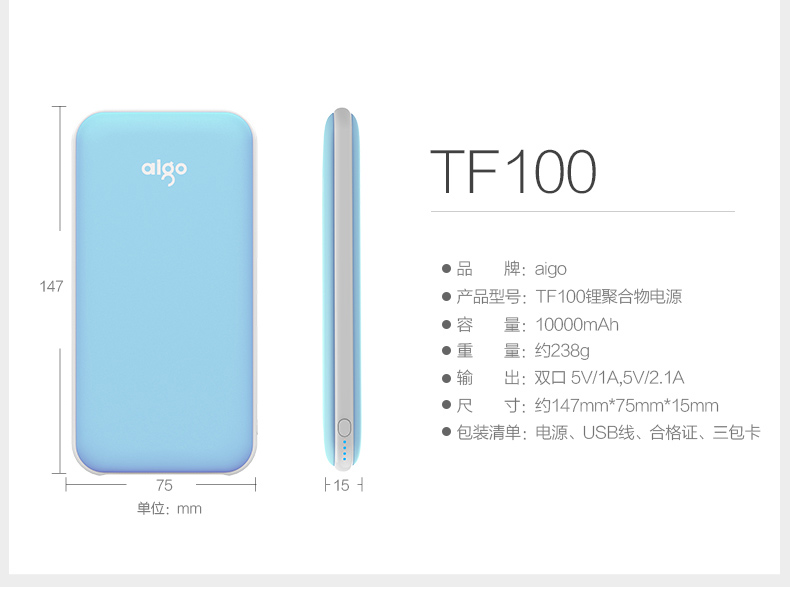 aigo
147
75
15
单位：mm
TF100
品 牌：aigo
产品型号：TF100锂聚合物电源
容 量：10000mAh
重 量：约238g
输 出：双口 5V/1A,5V/2.1A
尺 寸：约147mm*75mm*15mm
包装清单：电源、USB线、合格证、三包卡